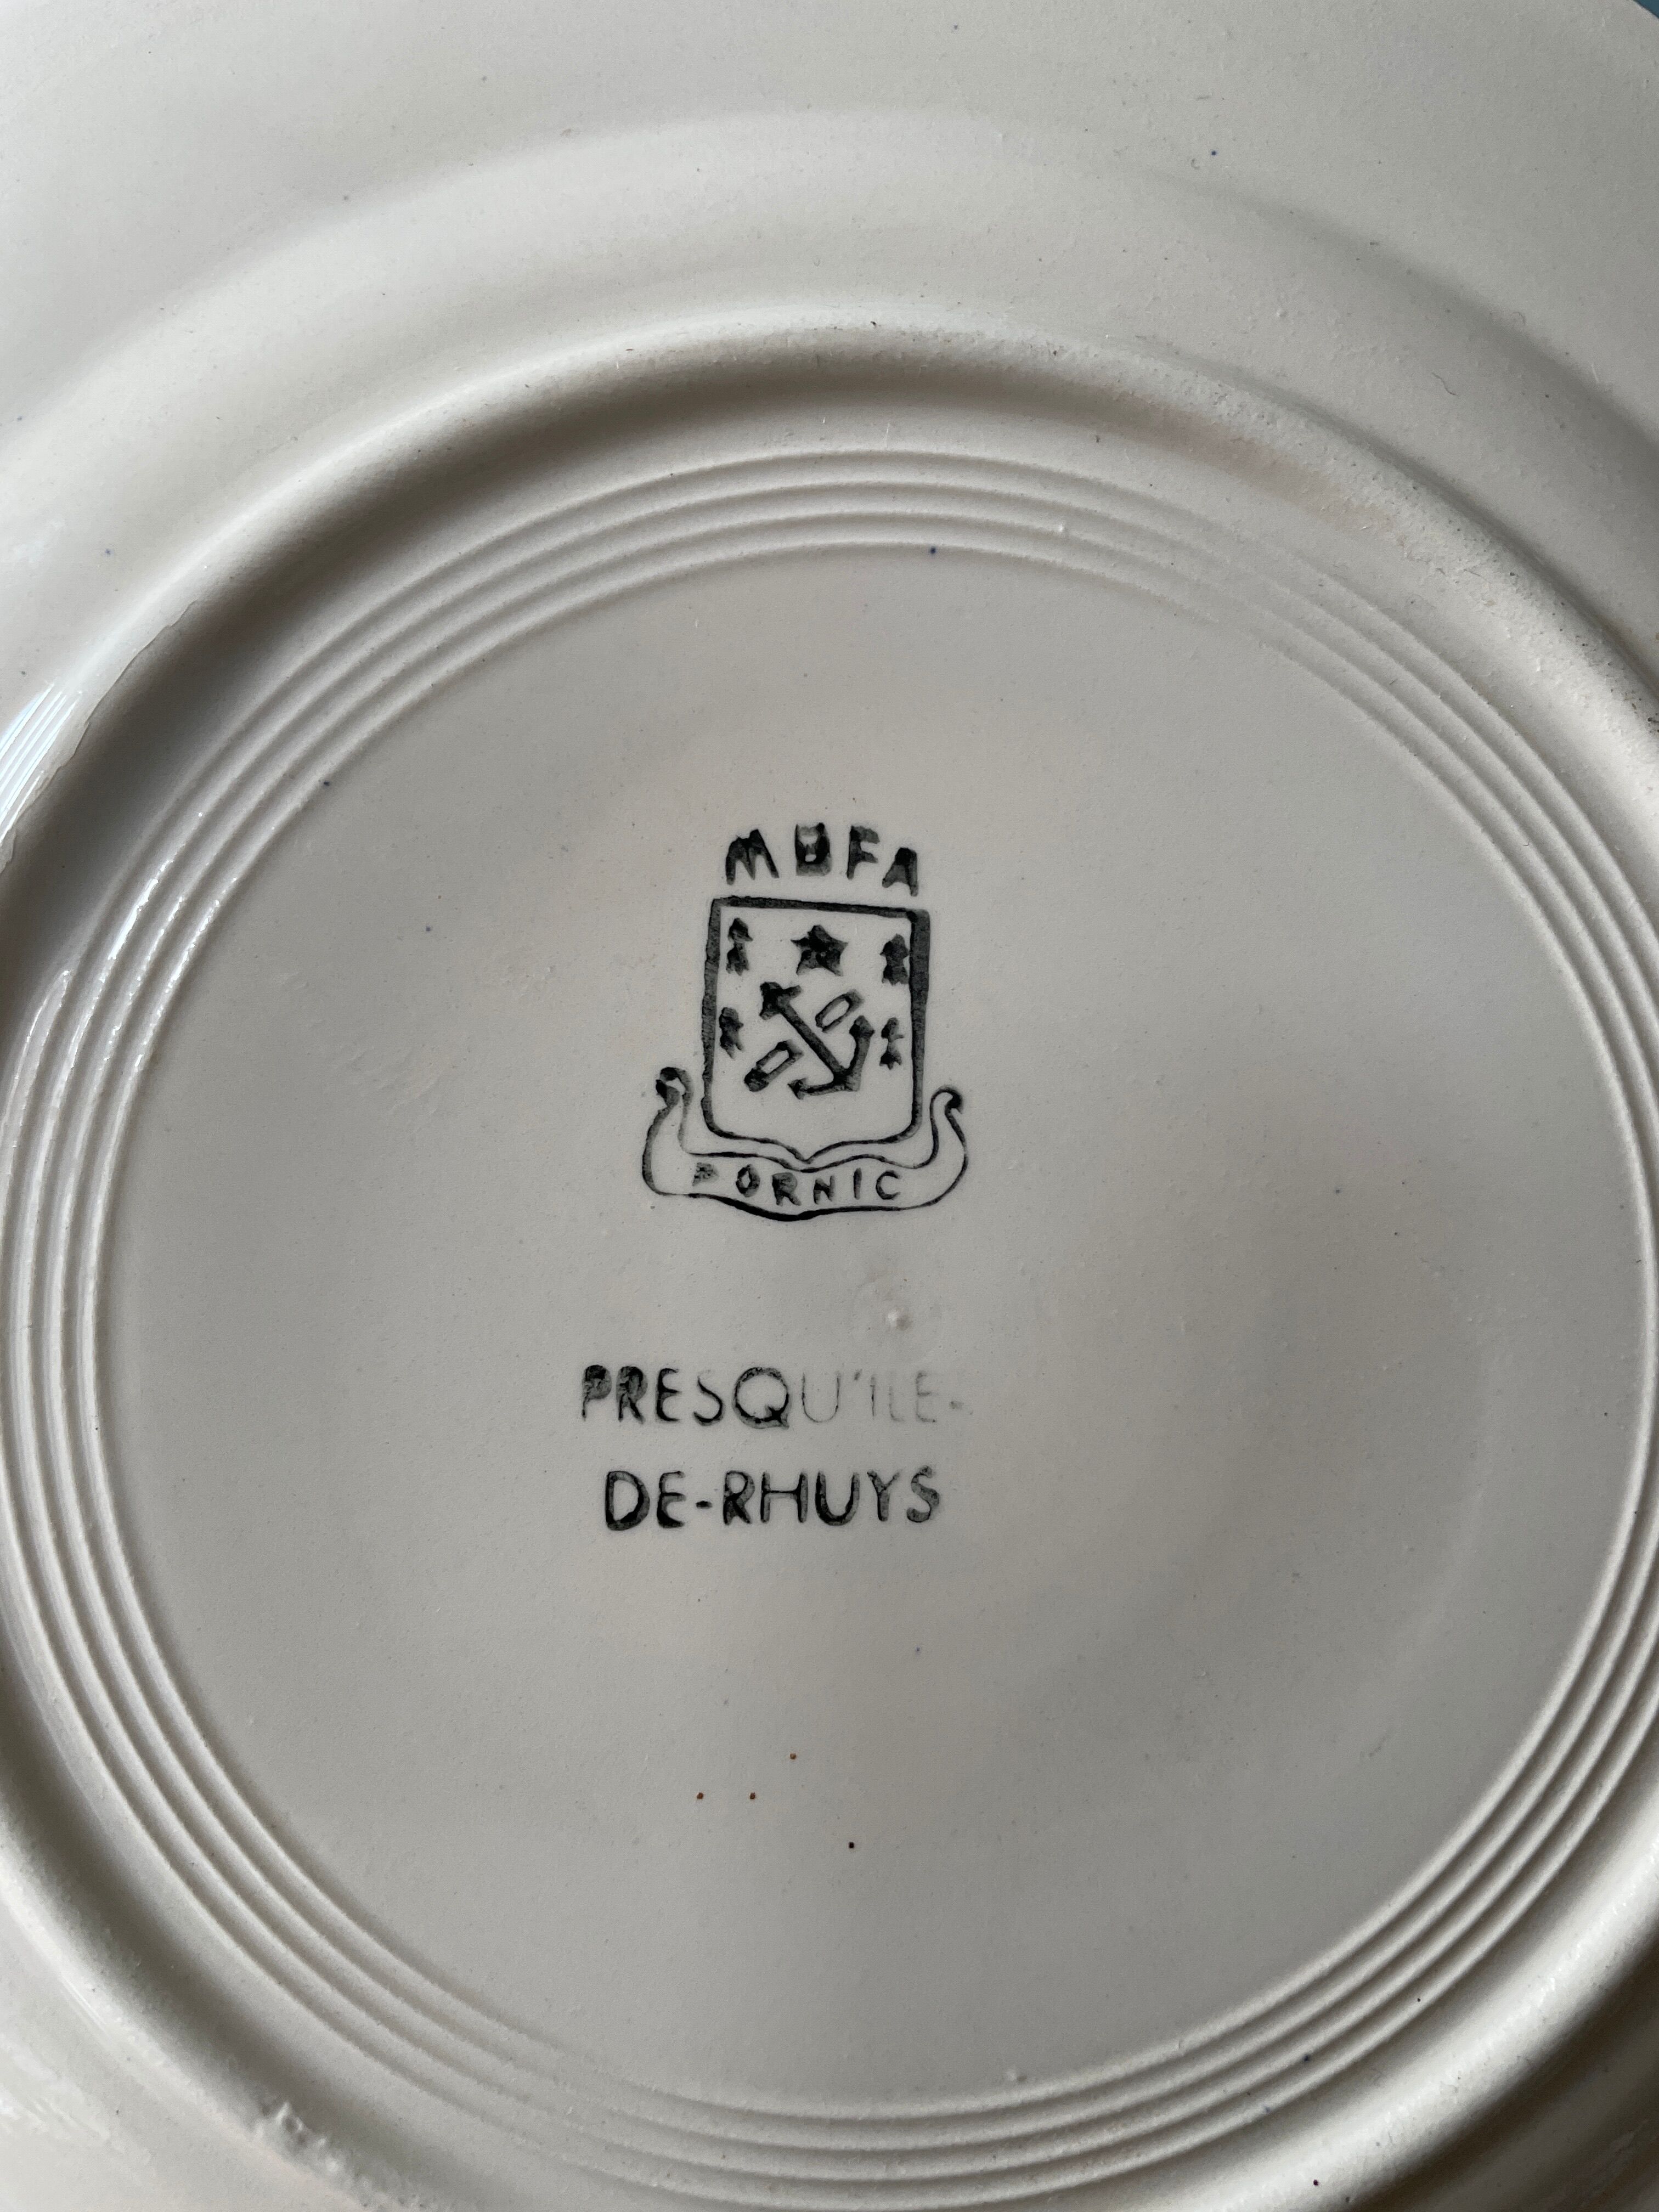 MBFA
PORNIC
PRESQU'ILE-
DE-RHUYS